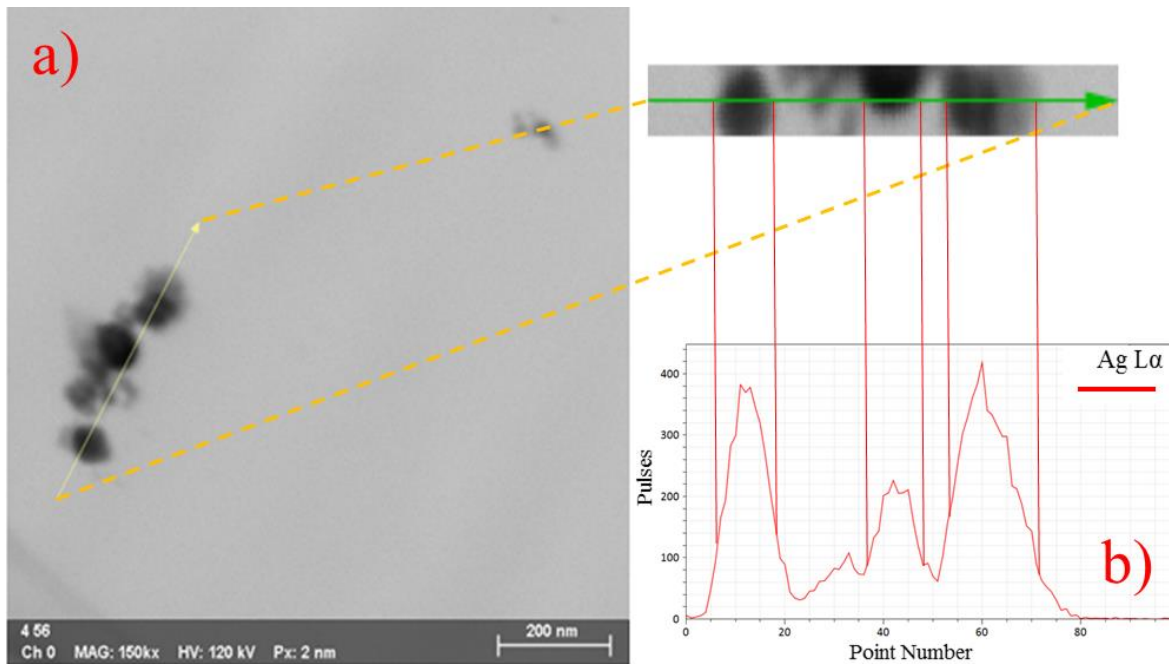 a)
4 56
Ch 0 MAG: 150kx HV: 120 kV Px: 2 nm
200 nm
Ag Lα
400
300
200
100
0
Pulses
0 20 40 60 80
Point Number
b)